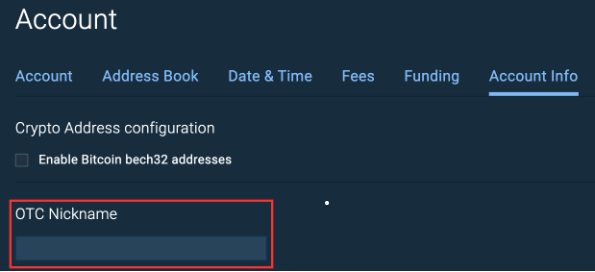 Account
Account Address Book Date & Time Fees Funding Account Info
Crypto Address configuration
Enable Bitcoin bech32 addresses
OTC Nickname